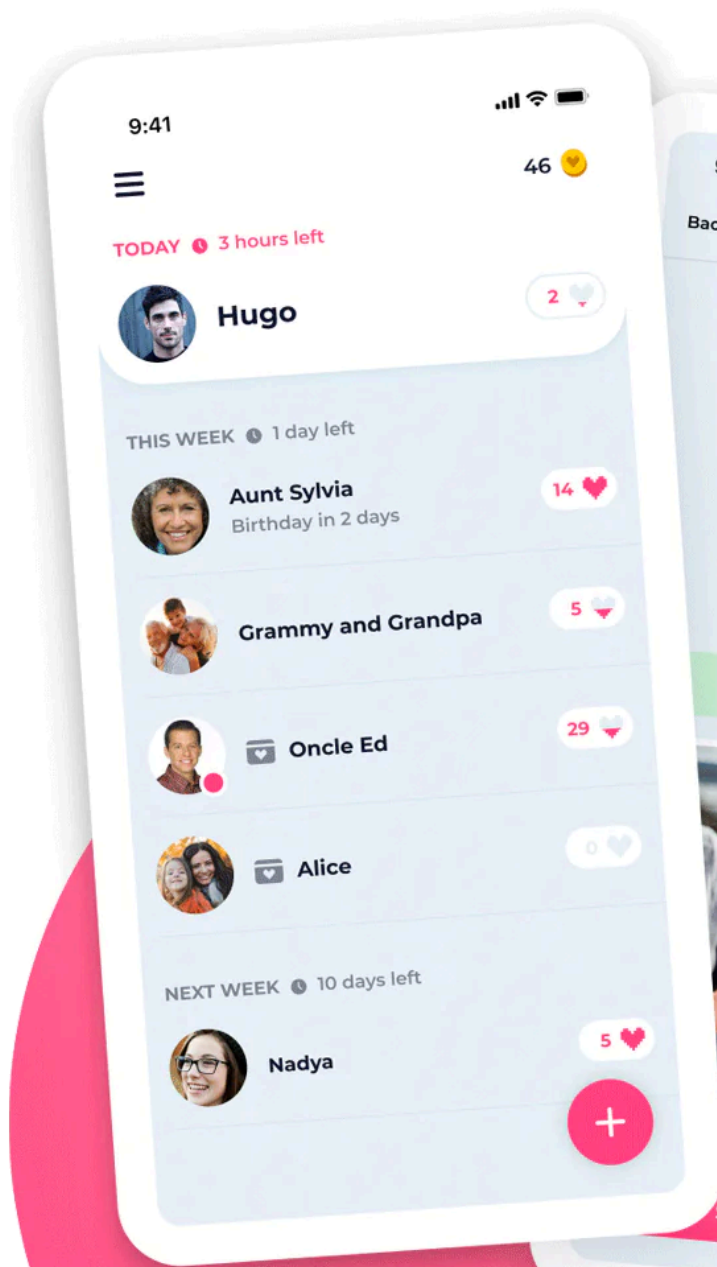 9:41
46
TODAY 3 hours left
Hugo
2
THIS WEEK 1 day left
Aunt Sylvia
14
Birthday in 2 days
Grammy and Grandpa
5
Oncle Ed
29
Alice
0
NEXT WEEK 10 days left
Nadya
5